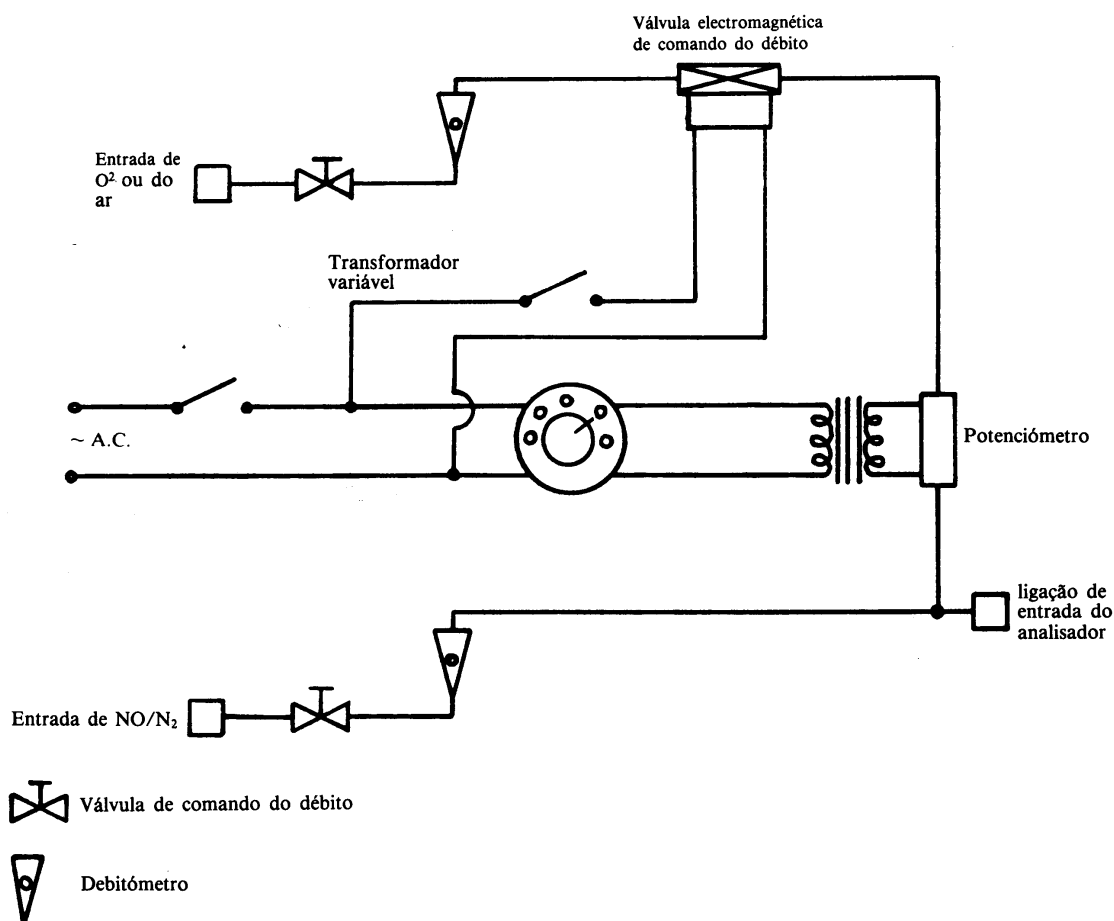 Válvula electromagnética
de comando do débito
Entrada de
O² ou do
ar
Transformador
variável
~ A.C.
Potenciómetro
ligação de
entrada do
analisador
Entrada de NO/N₂
Válvula de comando do débito
Debitómetro